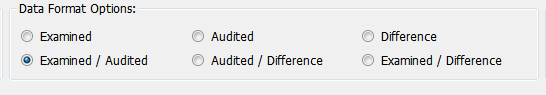 Data Format Options:
Examined Audited Difference
Examined / Audited Audited / Difference Examined / Difference